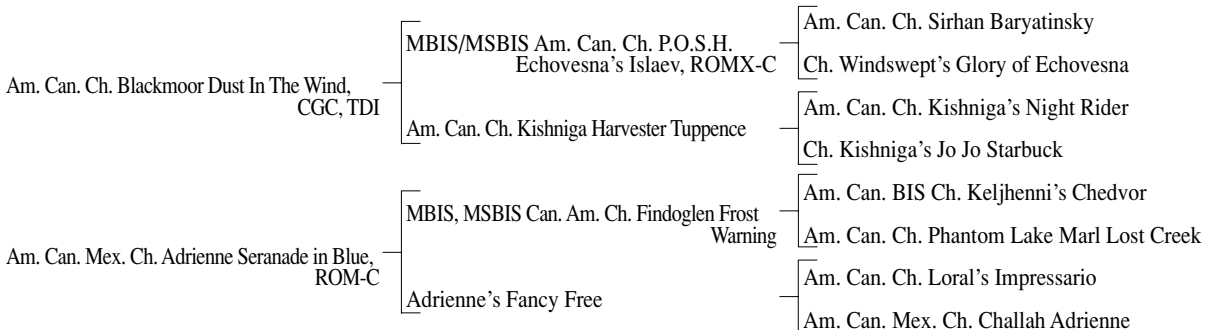 Am. Can. Ch. Sirhan Baryatinsky
MBIS/MSBIS Am. Can. Ch. P.O.S.H.
Echovesna’s Islaev, ROMX-C
Ch. Windswept’s Glory of Echovesna
Am. Can. Ch. Blackmoor Dust In The Wind,
CGC, TDI
Am. Can. Ch. Kishniga’s Night Rider
Am. Can. Ch. Kishniga Harvester Tuppence
Ch. Kishniga’s Jo Jo Starbuck
Am. Can. BIS Ch. Keljhenni’s Chedvor
MBIS, MSBIS Can. Am. Ch. Findoglen Frost
Warning
Am. Can. Ch. Phantom Lake Marl Lost Creek
Am. Can. Mex. Ch. Adrienne Seranade in Blue,
ROM-C
Am. Can. Ch. Loral’s Impressario
Adrienne’s Fancy Free
Am. Can. Mex. Ch. Challah Adrienne